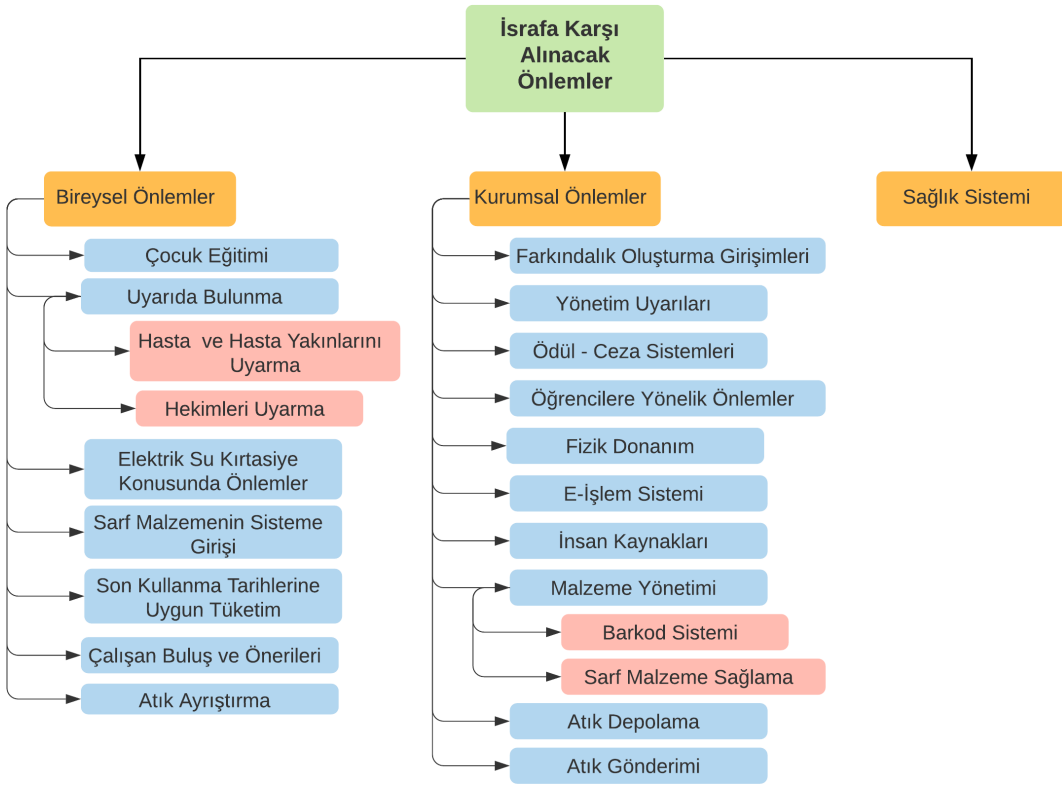 İsrafa Karşı
Alınacak
Önlemler
Bireysel Önlemler
Çocuk Eğitimi
Uyarıda Bulunma
Hasta ve Hasta Yakınlarını
Uyarma
Hekimleri Uyarma
Elektrik Su Kırtasiye
Konusunda Önlemler
Sarf Malzemenin Sisteme
Girişi
Son Kullanma Tarihlerine
Uygun Tüketim
Çalışan Buluş ve Önerileri
Atık Ayrıştırma
Kurumsal Önlemler
Farkındalık Oluşturma Girişimleri
Yönetim Uyarıları
Ödül - Ceza Sistemleri
Öğrencilere Yönelik Önlemler
Fizik Donanım
E-İşlem Sistemi
İnsan Kaynakları
Malzeme Yönetimi
Barkod Sistemi
Sarf Malzeme Sağlama
Atık Depolama
Atık Gönderimi
Sağlık Sistemi